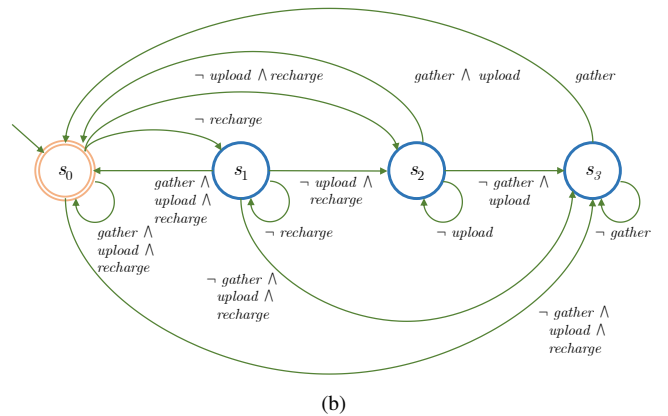 ¬ upload ∧ recharge
gather ∧ upload
gather
¬ recharge
s0
s1
s2
s3
gather ∧
upload ∧
recharge
¬ upload ∧
recharge
¬ gather ∧
upload
gather ∧
upload ∧
recharge
¬ recharge
¬ upload
¬ gather
¬ gather ∧
upload ∧
recharge
¬ gather ∧
upload ∧
recharge
(b)